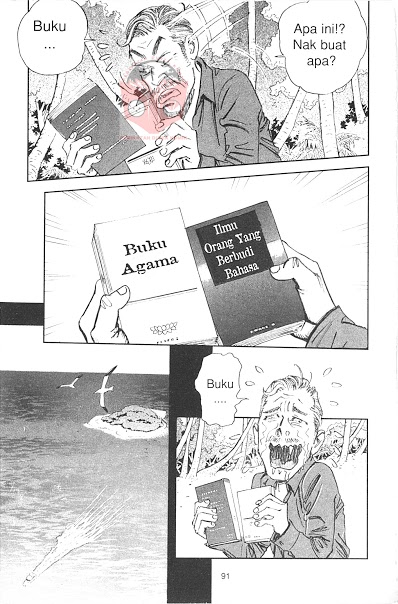 Buku
...
Apa ini!?
Nak buat
apa?
Buku
Agama
Ilmu
Orang Yang
Berbudi
Bahasa
Buku
....
91